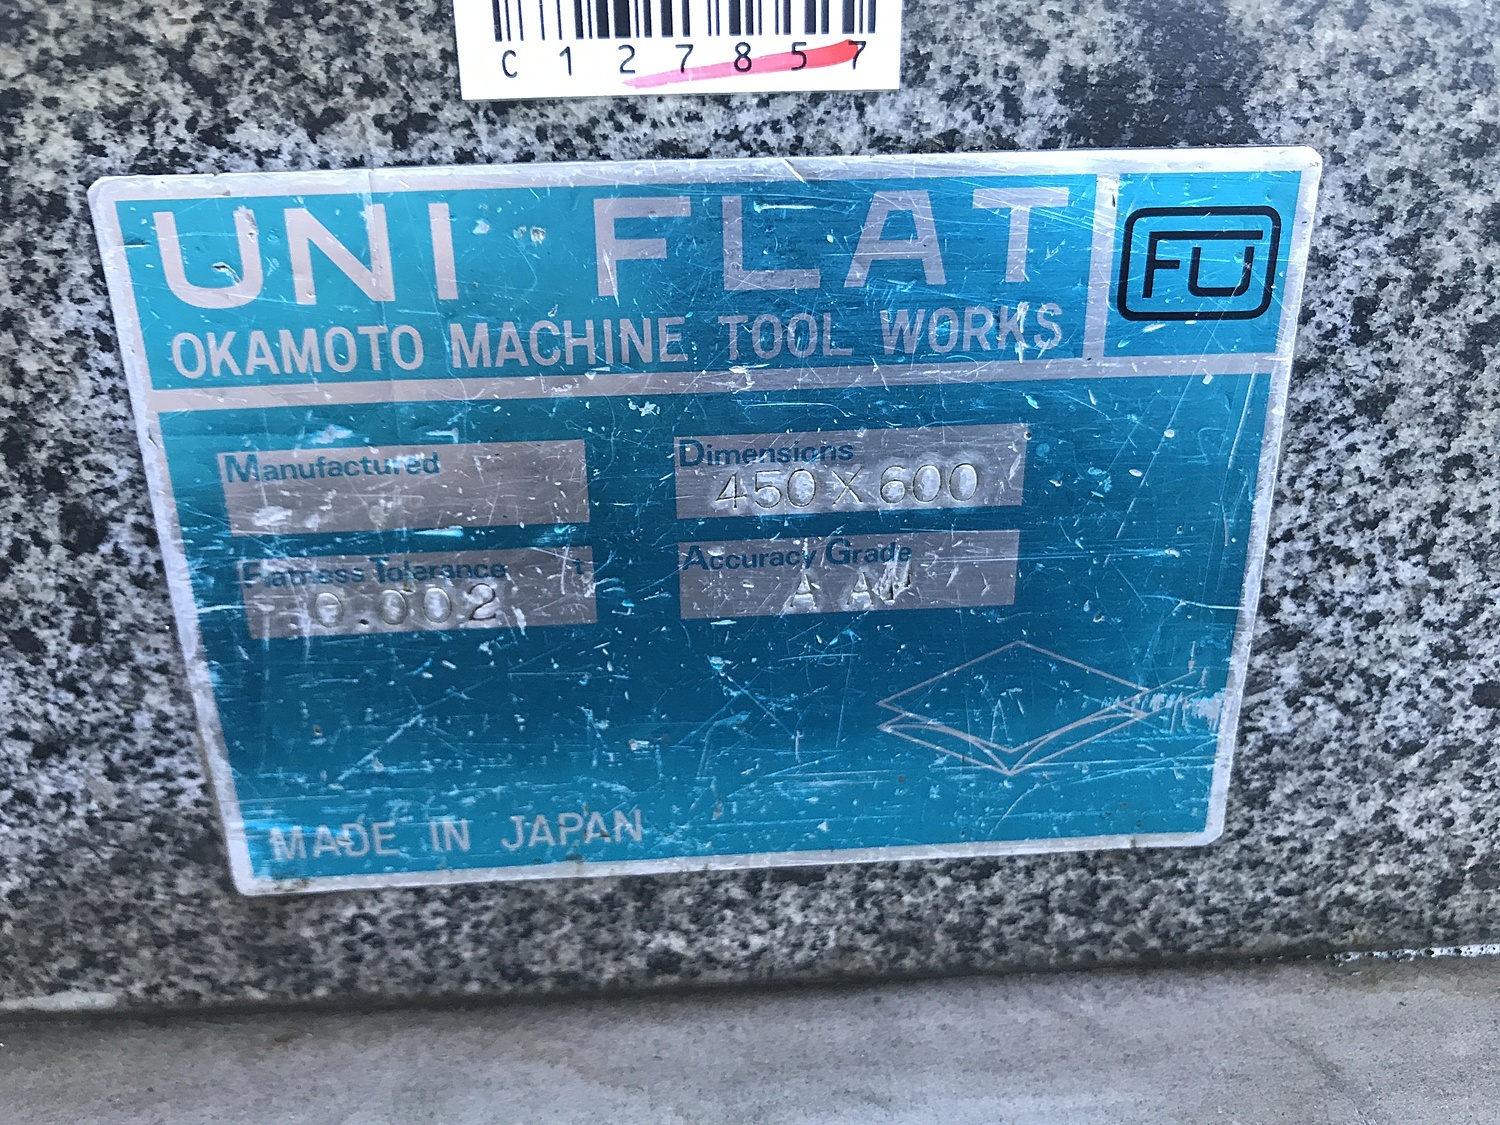 C127857
UNI FLAT
FU
OKAMOTO MACHINE TOOL WORKS
Manufactured
Dimensions
450 X 600
Flatness Tolerance t
0.002
Accuracy Grade
A A
MADE IN JAPAN